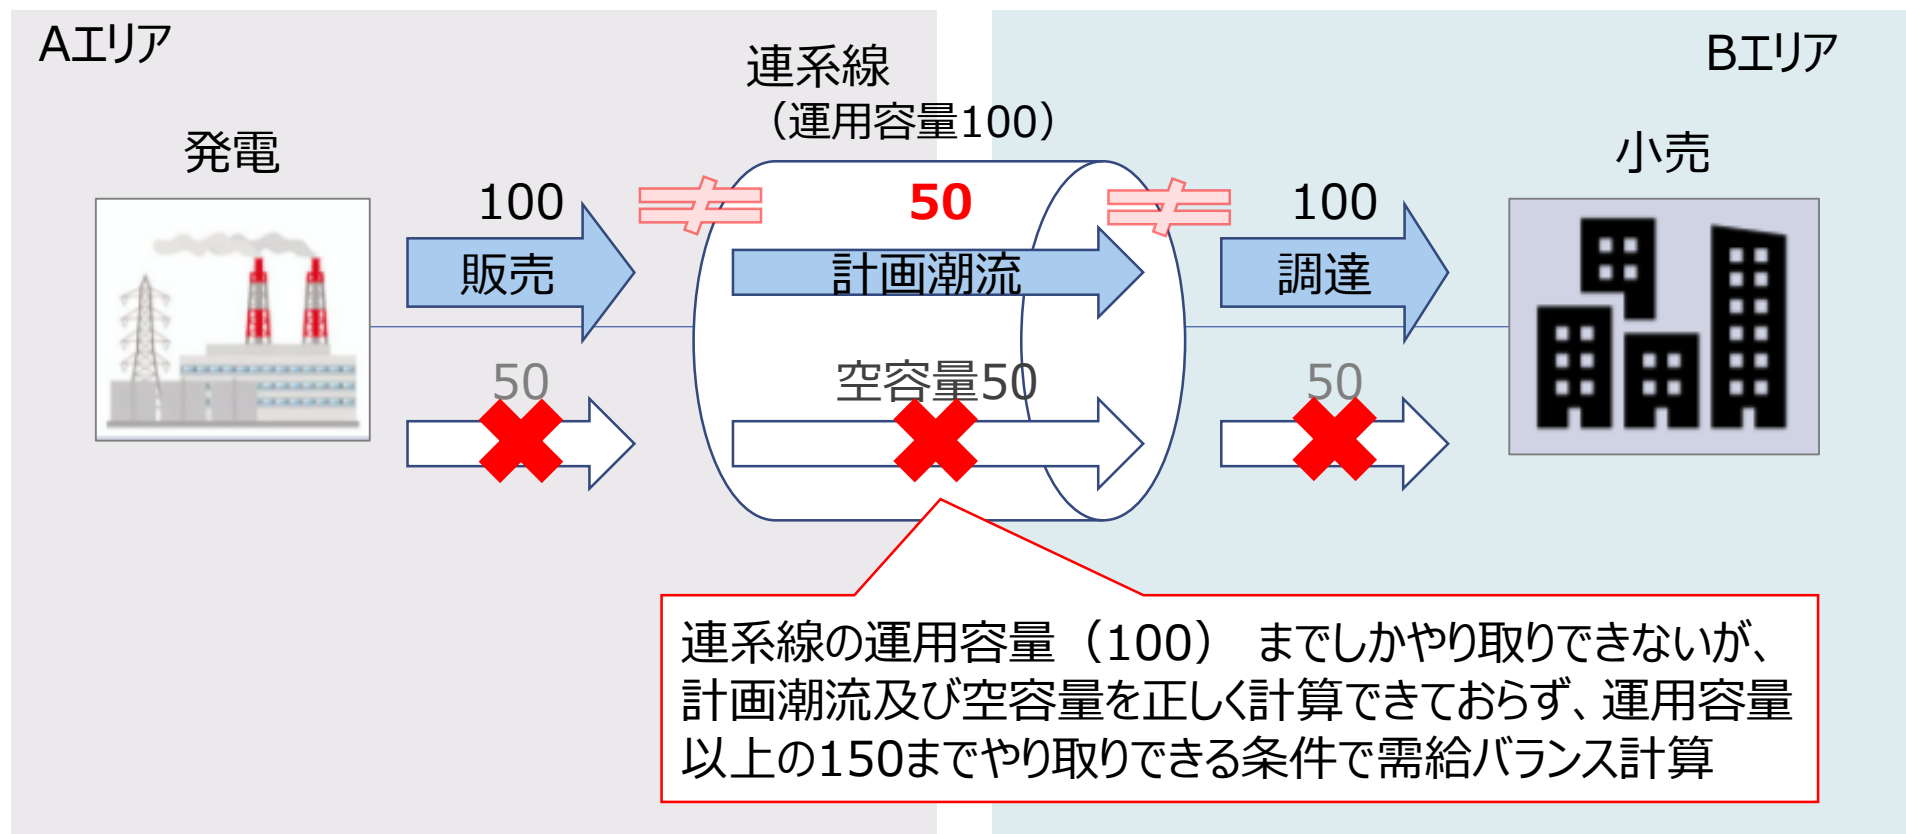 Aエリア
Bエリア
連系線
（運用容量100）
発電
小売
100
50
100
販売
計画潮流
調達
50
空容量50
50
連系線の運用容量（100） までしかやり取りできないが、
計画潮流及び空容量を正しく計算できておらず、運用容量
以上の150までやり取りできる条件で需給バランス計算